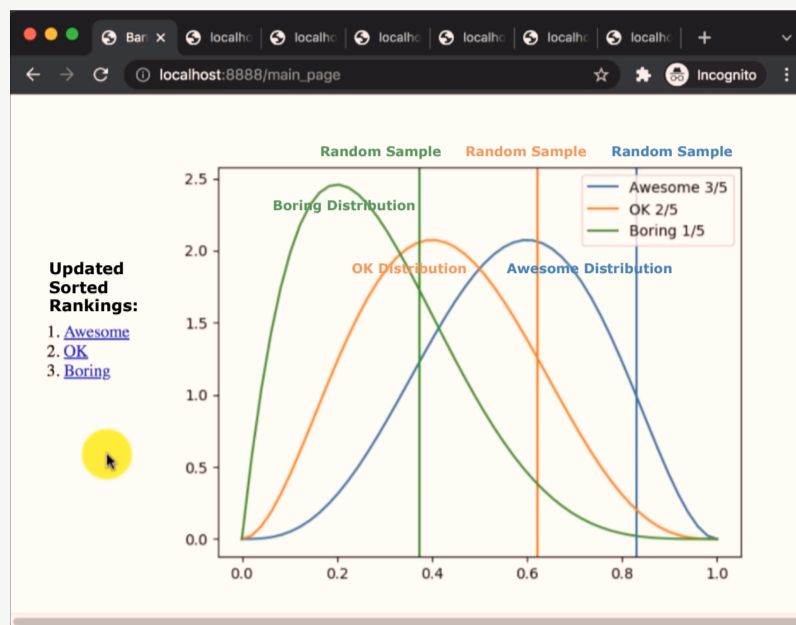 Ban
localho
localho
localho
localho
localho
localho
localhost:8888/main_page
Incognito
Random Sample
Random Sample
Random Sample
2.5
Awesome 3/5
OK 2/5
Boring 1/5
Boring Distribution
2.0
OK Distribution
Awesome Distribution
Updated
Sorted
Rankings:
1. Awesome
2. OK
3. Boring
1.5
1.0
0.5
0.0
0.0 0.2 0.4 0.6 0.8 1.0